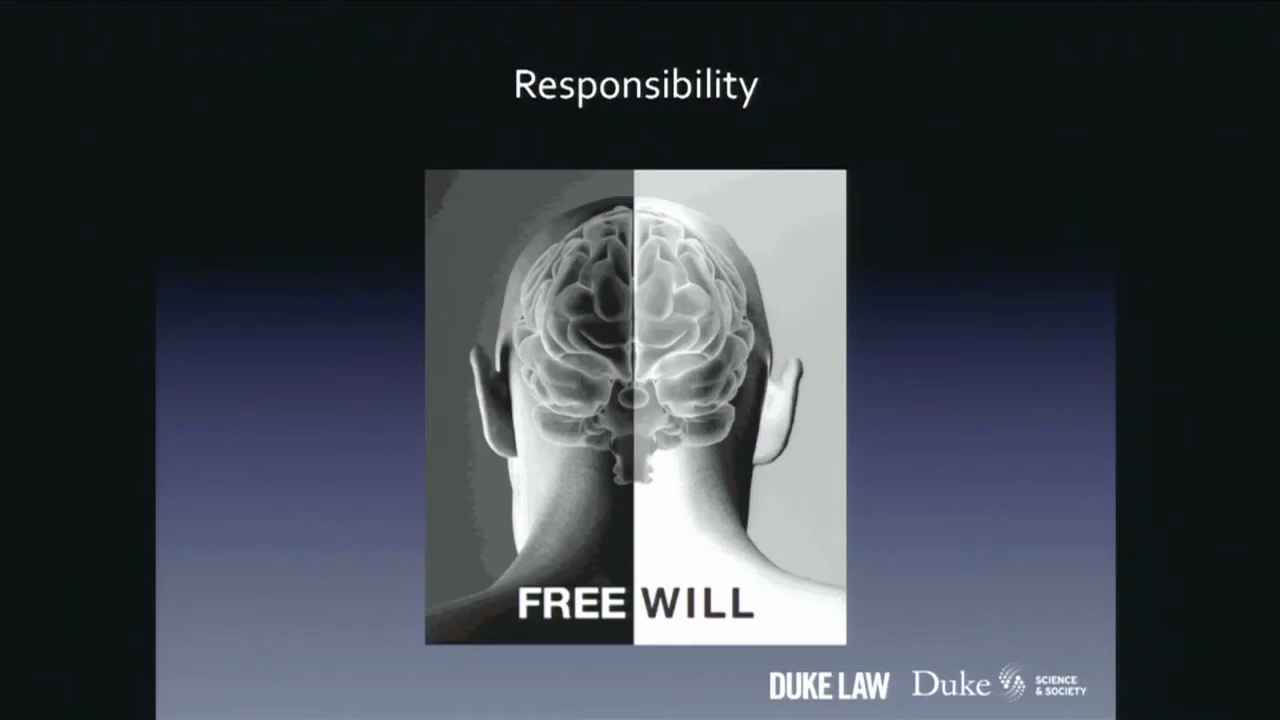 Responsibility
FREE WILL
DUKE LAW
Duke
SCIENCE
& SOCIETY